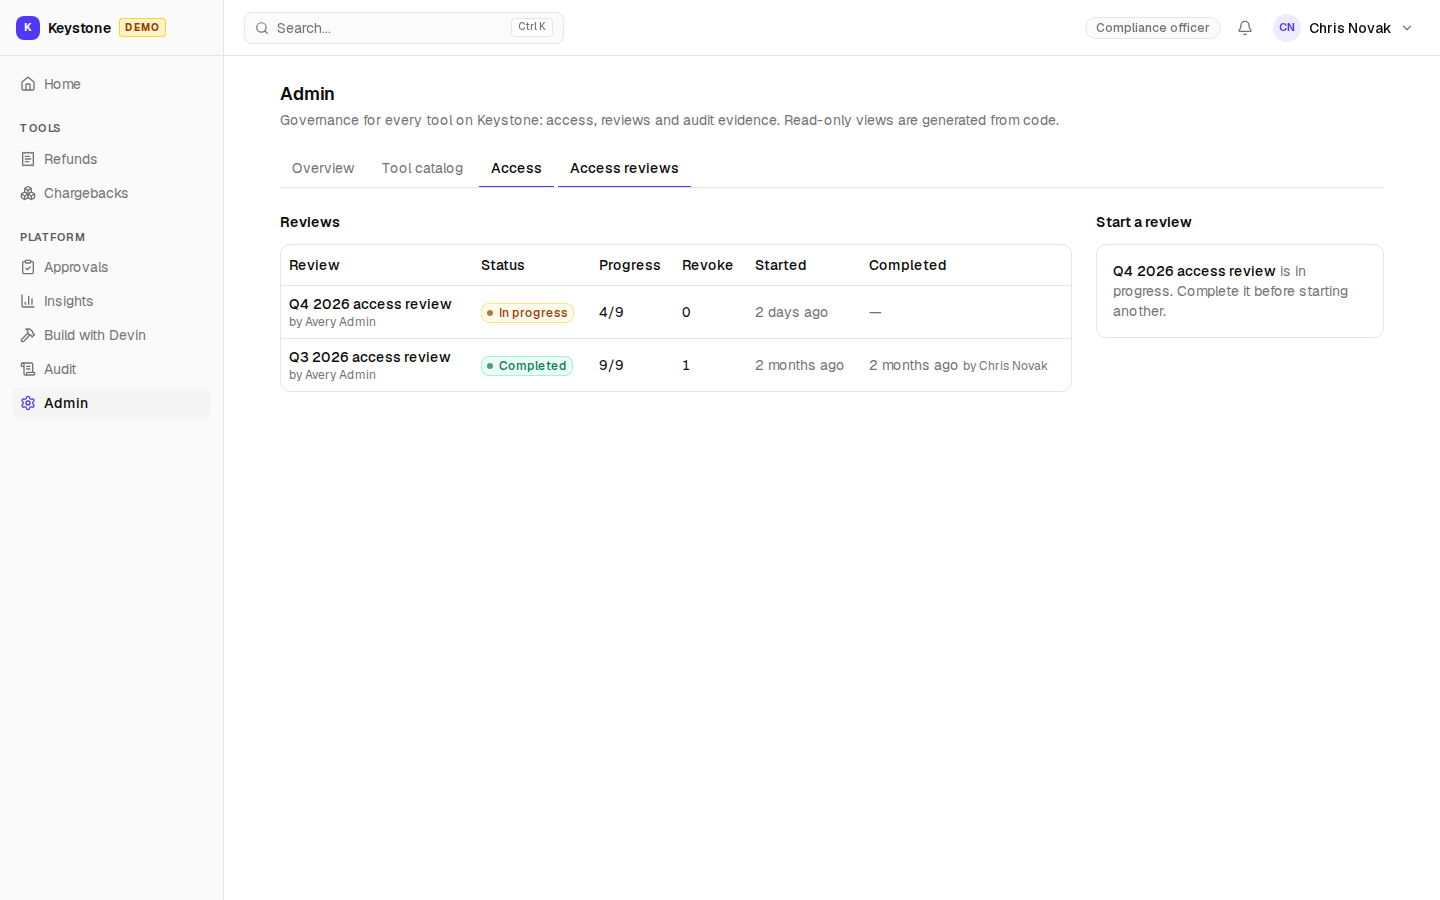 K Keystone DEMO
Search... Ctrl K
Compliance officer
CN Chris Novak
Home
TOOLS
Refunds
Chargebacks
PLATFORM
Approvals
Insights
Build with Devin
Audit
Admin
Admin
Governance for every tool on Keystone: access, reviews and audit evidence. Read-only views are generated from code.
Overview Tool catalog Access Access reviews
Reviews
Review Status Progress Revoke Started Completed
Q4 2026 access review In progress 4/9 0 2 days ago —
by Avery Admin
Q3 2026 access review Completed 9/9 1 2 months ago 2 months ago by Chris Novak
by Avery Admin
Start a review
Q4 2026 access review is in
progress. Complete it before starting
another.